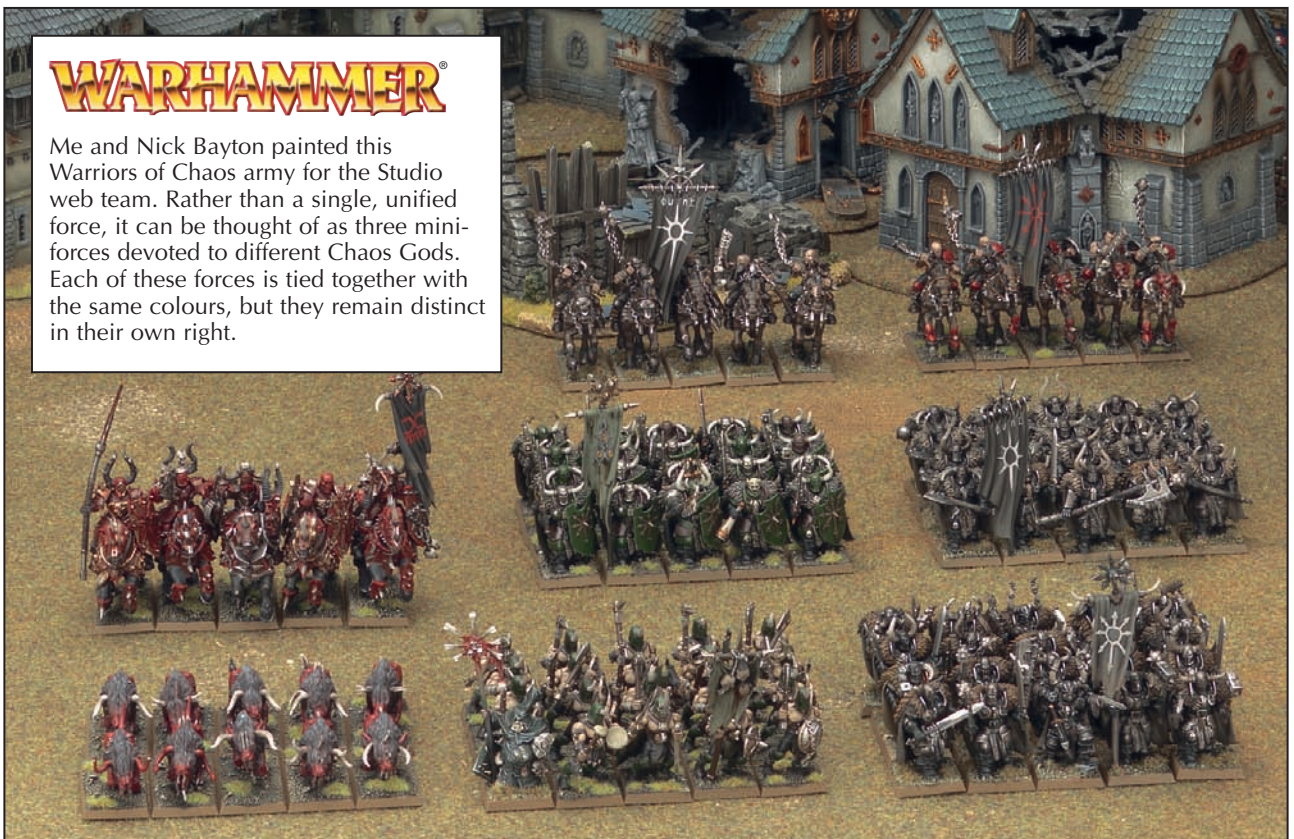 WARHAMMER®
Me and Nick Bayton painted this
Warriors of Chaos army for the Studio
web team. Rather than a single, unified
force, it can be thought of as three mini-
forces devoted to different Chaos Gods.
Each of these forces is tied together with
the same colours, but they remain distinct
in their own right.